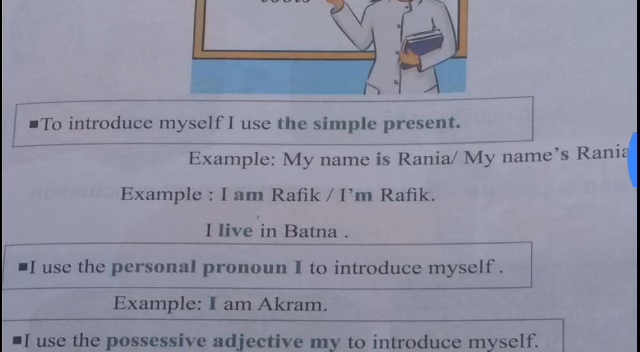 ■To introduce myself I use the simple present.
Example: My name is Rania/ My name's Rania
Example : I am Rafik / I'm Rafik.
I live in Batna .
■I use the personal pronoun I to introduce myself .
Example: I am Akram.
■I use the possessive adjective my to introduce myself.